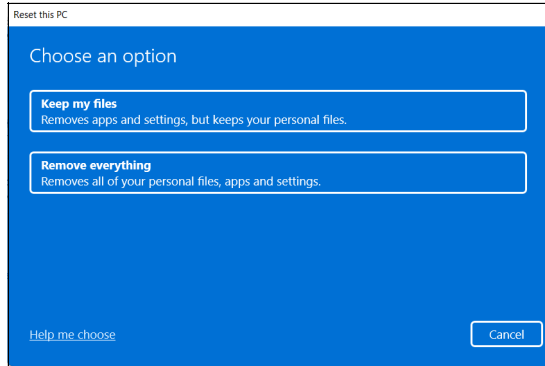 Reset this PC
Choose an option
Keep my files
Removes apps and settings, but keeps your personal files.
Remove everything
Removes all of your personal files, apps and settings.
Help me choose
Cancel